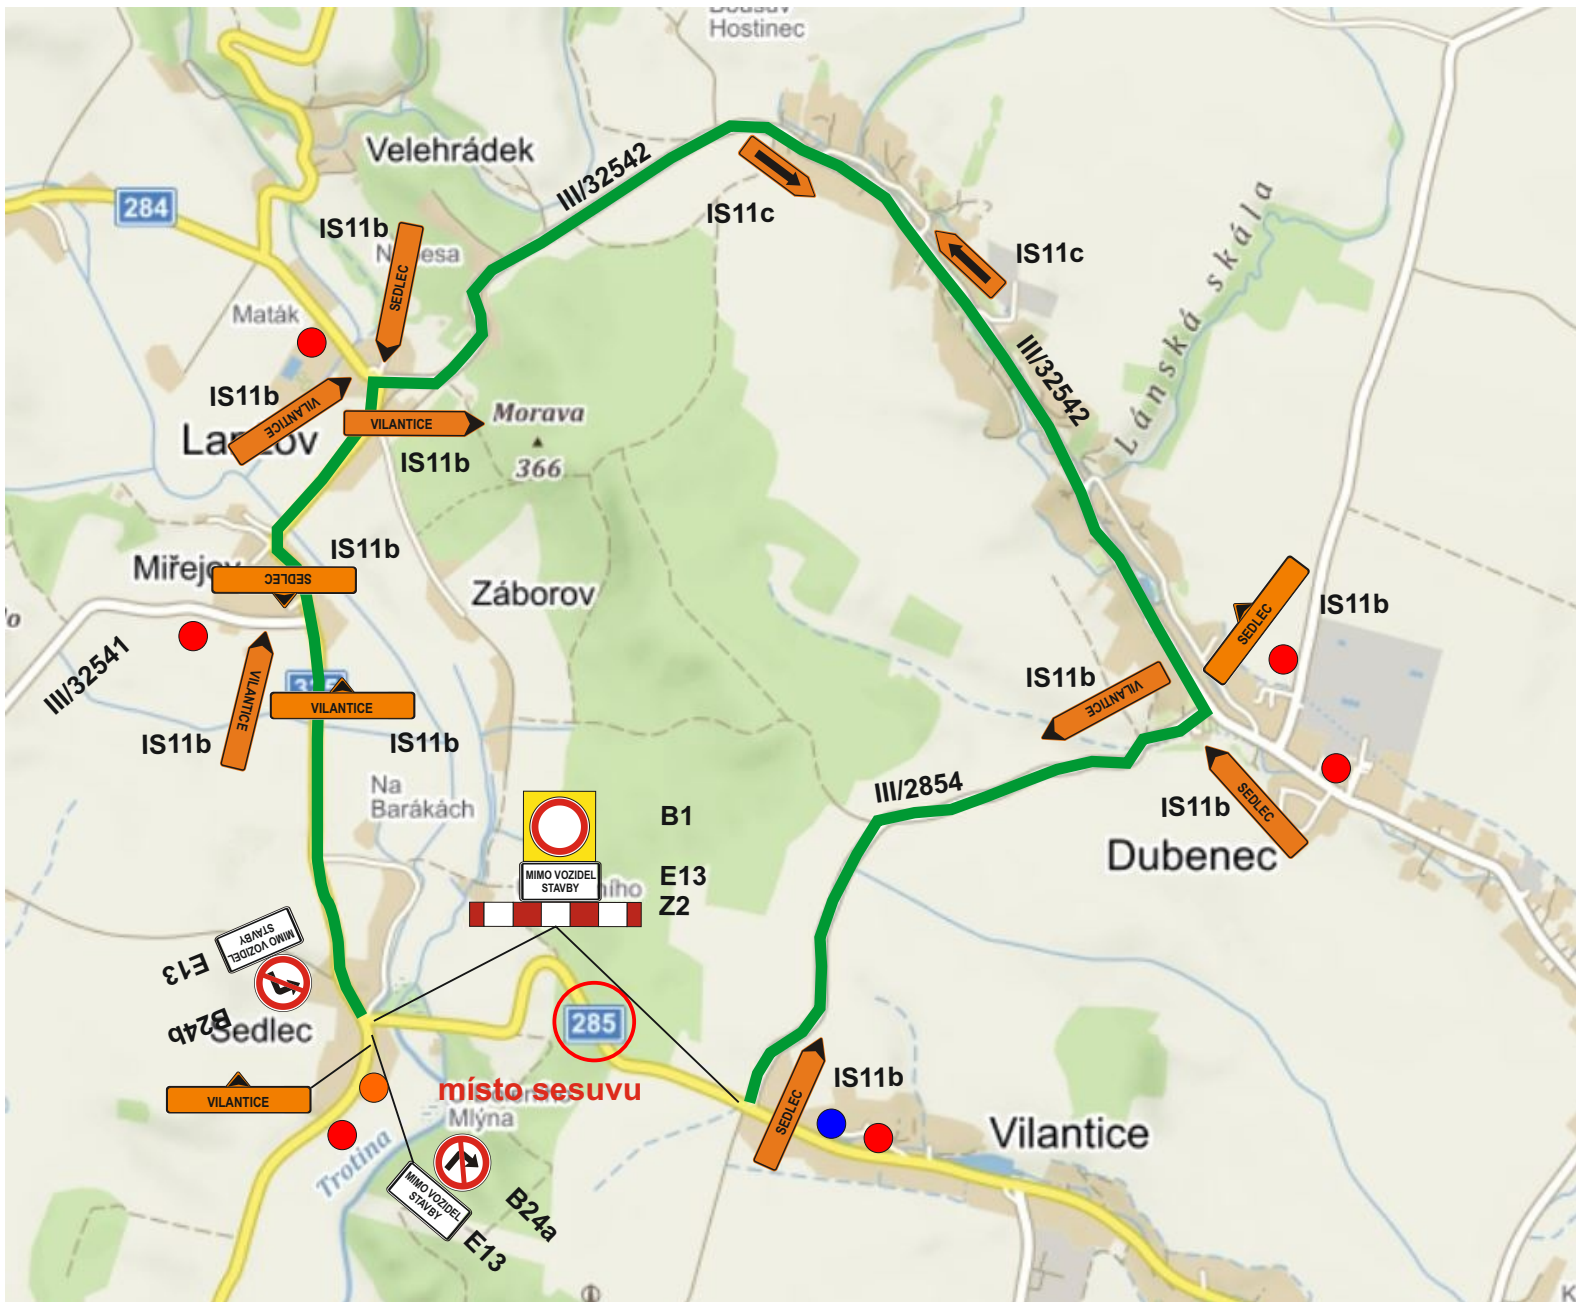 Hostinec
Velehrádek
III/32542
284
IS11c
IS11b
SEDLEC
IS11c
Lánská skála
Maták
III/32542
IS11b
VILANTICE
VILANTICE
Morava
IS11b
366
IS11b
Miřejov
SEDLEC
Záborov
SEDLEC
IS11b
III/32541
VILANTICE
VILANTICE
IS11b
IS11b
IS11b
VILANTICE
Na
Barákách
III/2854
IS11b
SEDLEC
B1
MIMO VOZIDEL
STAVBY
E13
Z2
Dubenec
MIMO VOZIDEL
STAVBY
E13
B24b
Sedlec
285
místo sesuvu
VILANTICE
Mlýna
SEDLEC
IS11b
Vilantice
Trotina
MIMO VOZIDEL
STAVBY
B24a
E13